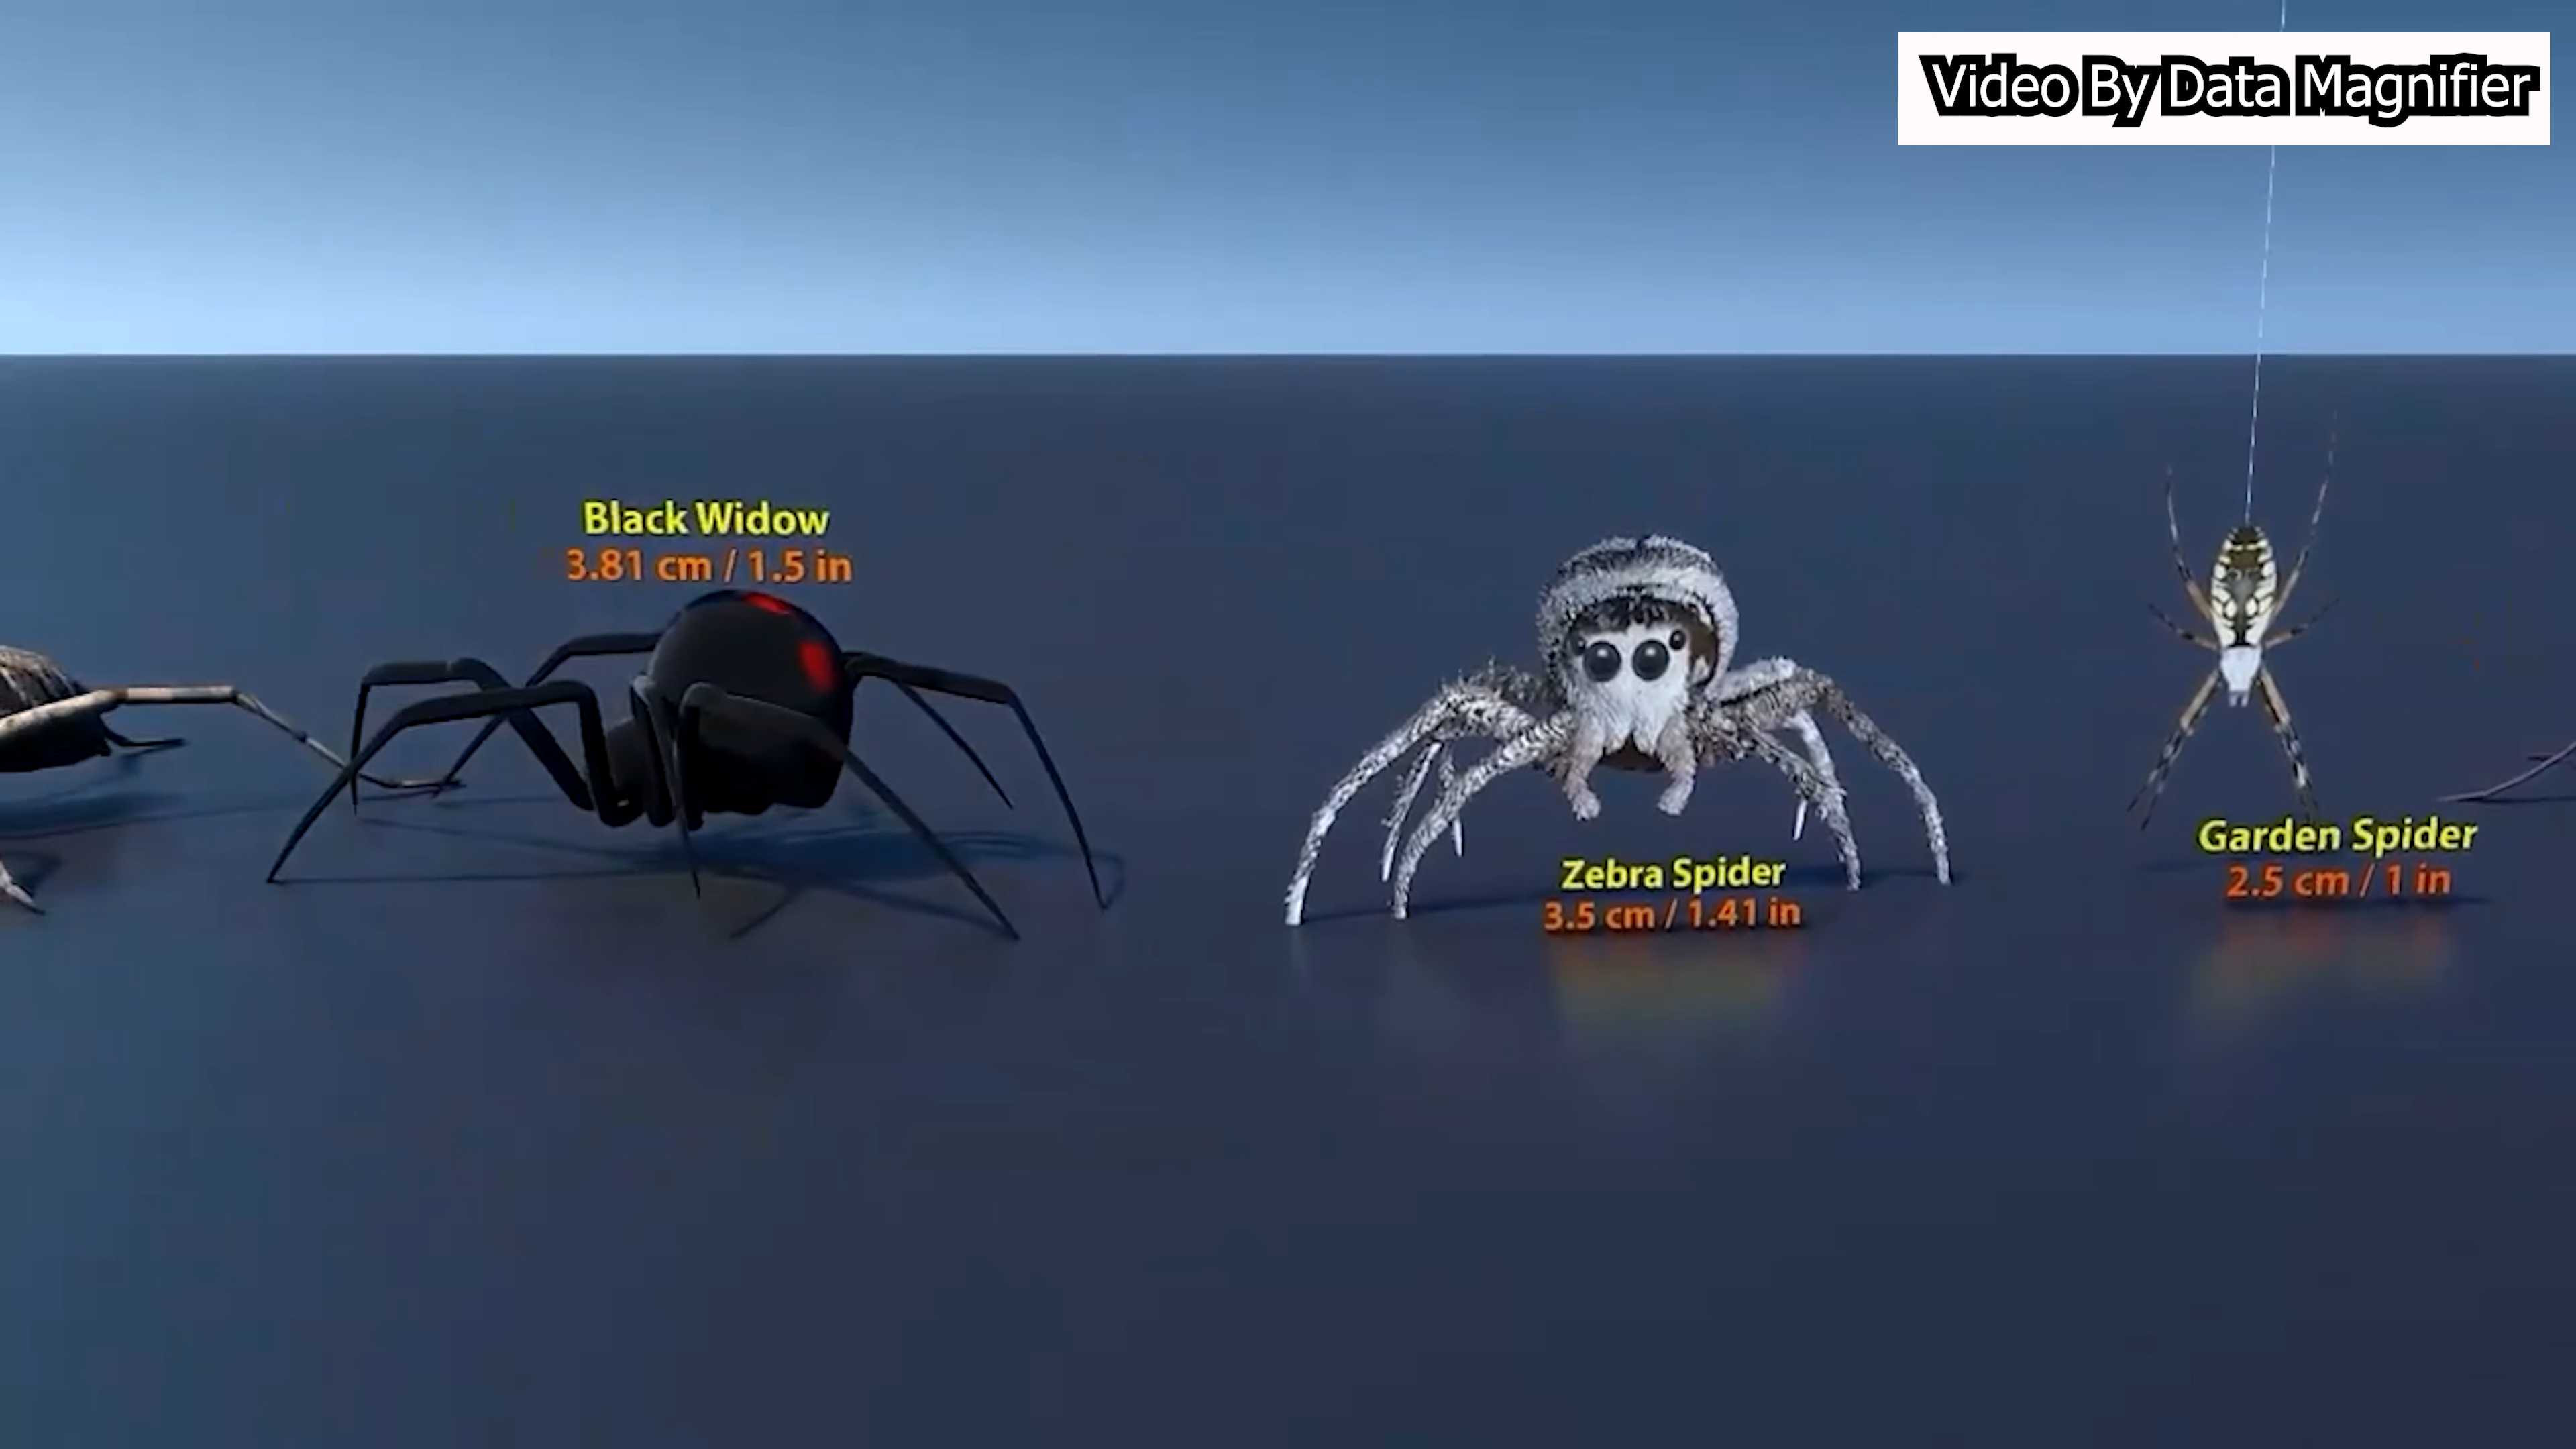 Video By Data Magnifier
Black Widow
3.81 cm / 1.5 in
Zebra Spider
3.5 cm / 1.41 in
Garden Spider
2.5 cm / 1 in